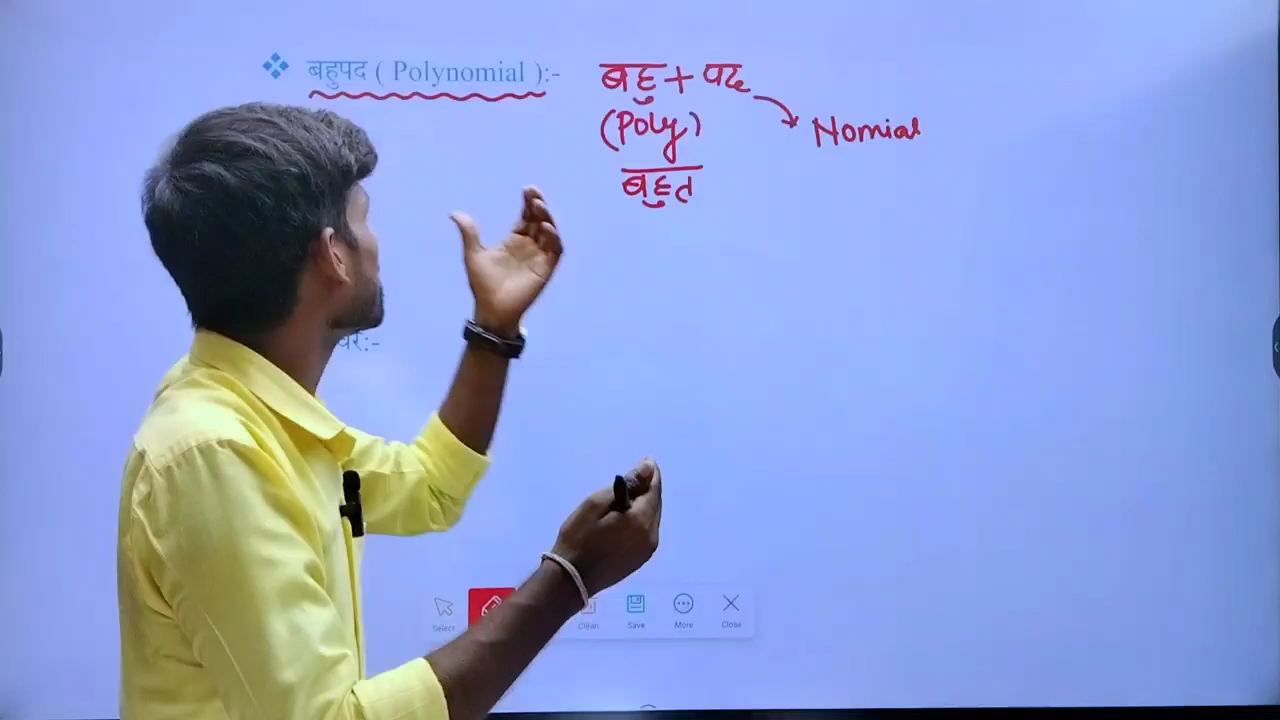 ❖ बहुपद ( Polynomial ):- बहु + पद
(Poly) Nomial
बहुत
Select Clean Save More Close